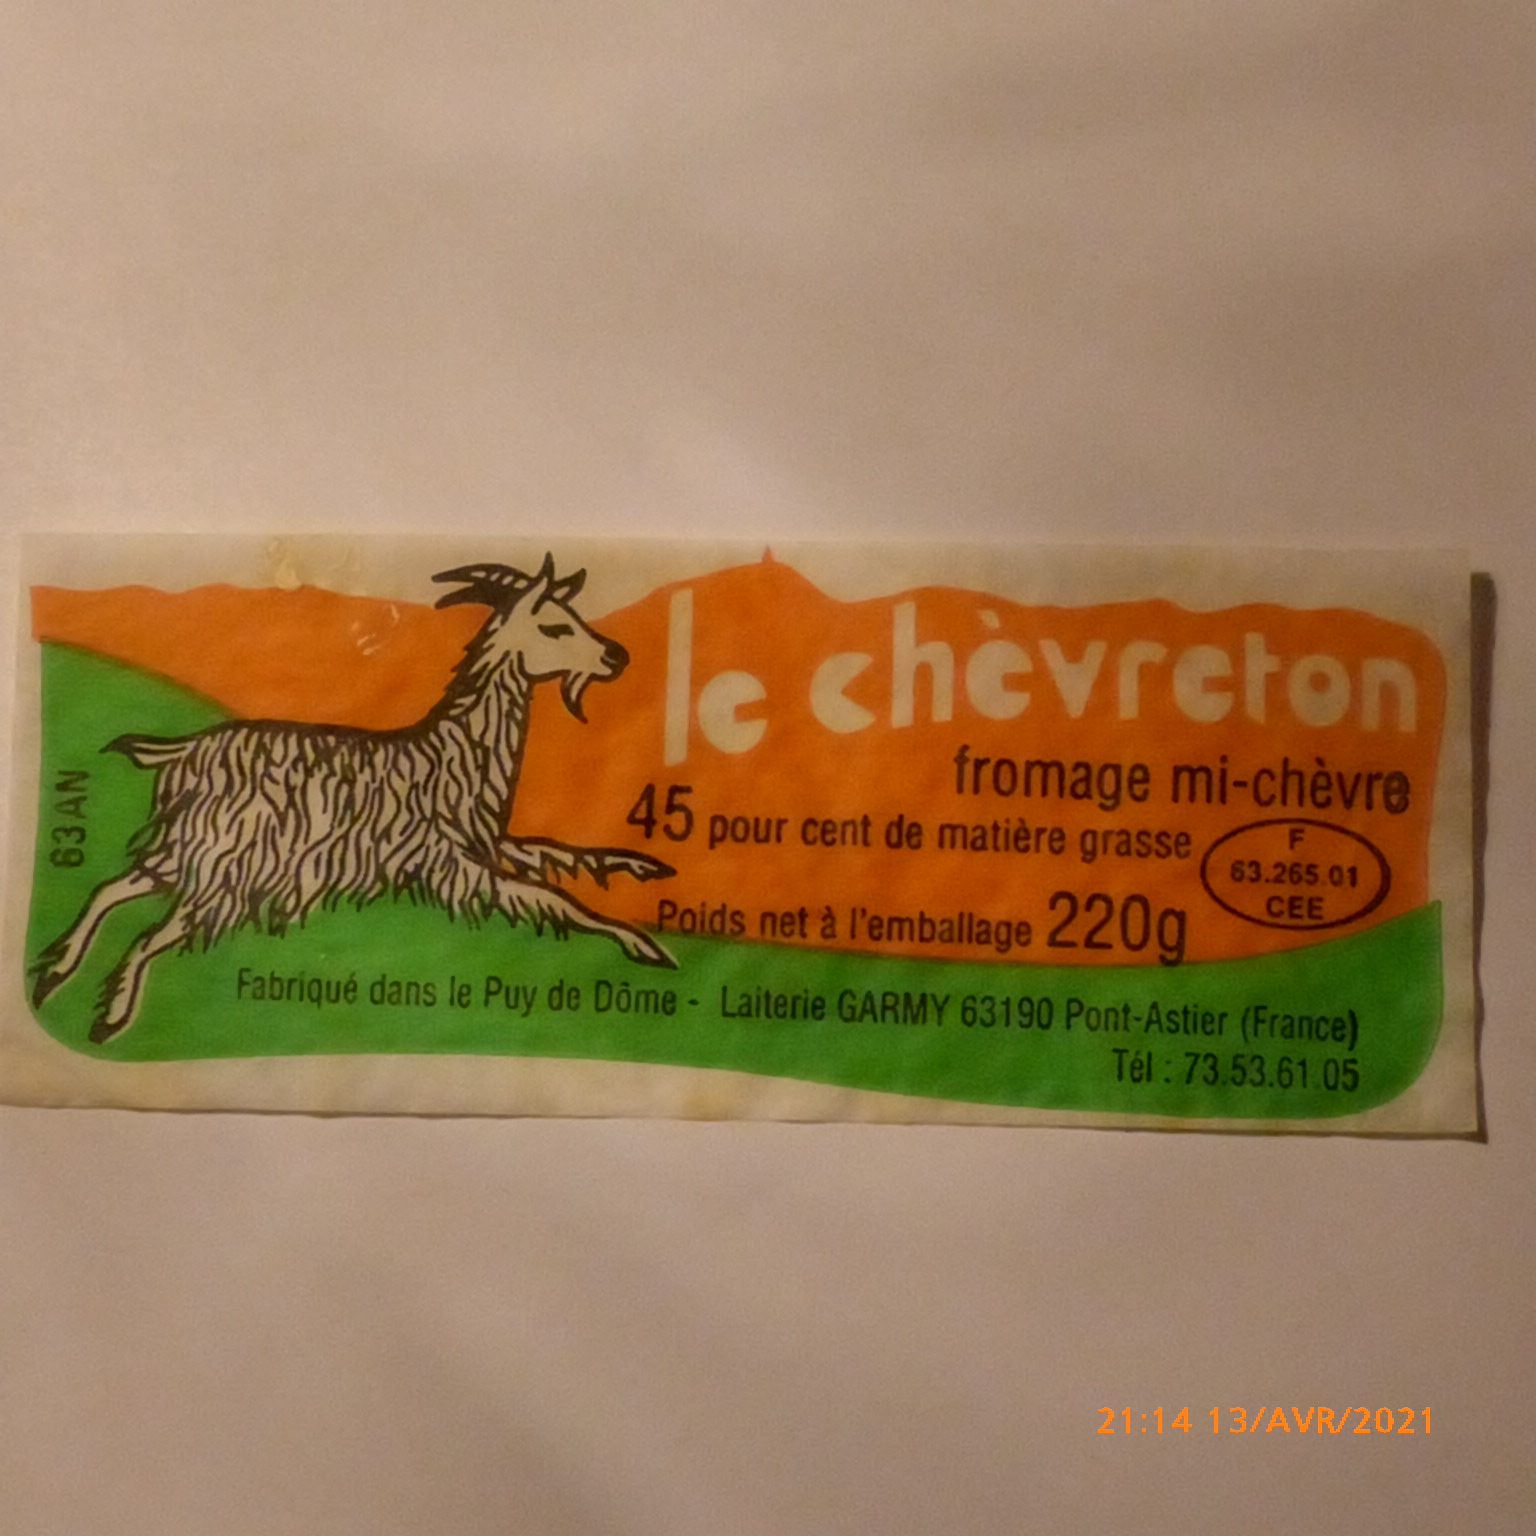 le chèvreton
fromage mi-chèvre
45 pour cent de matière grasse
F
63.265.01
CEE
Poids net à l'emballage 220g
63 AN
Fabriqué dans le Puy de Dôme - Laiterie GARMY 63190 Pont-Astier (France)
Tél : 73.53.61.05
21:14 13/AVR/2021